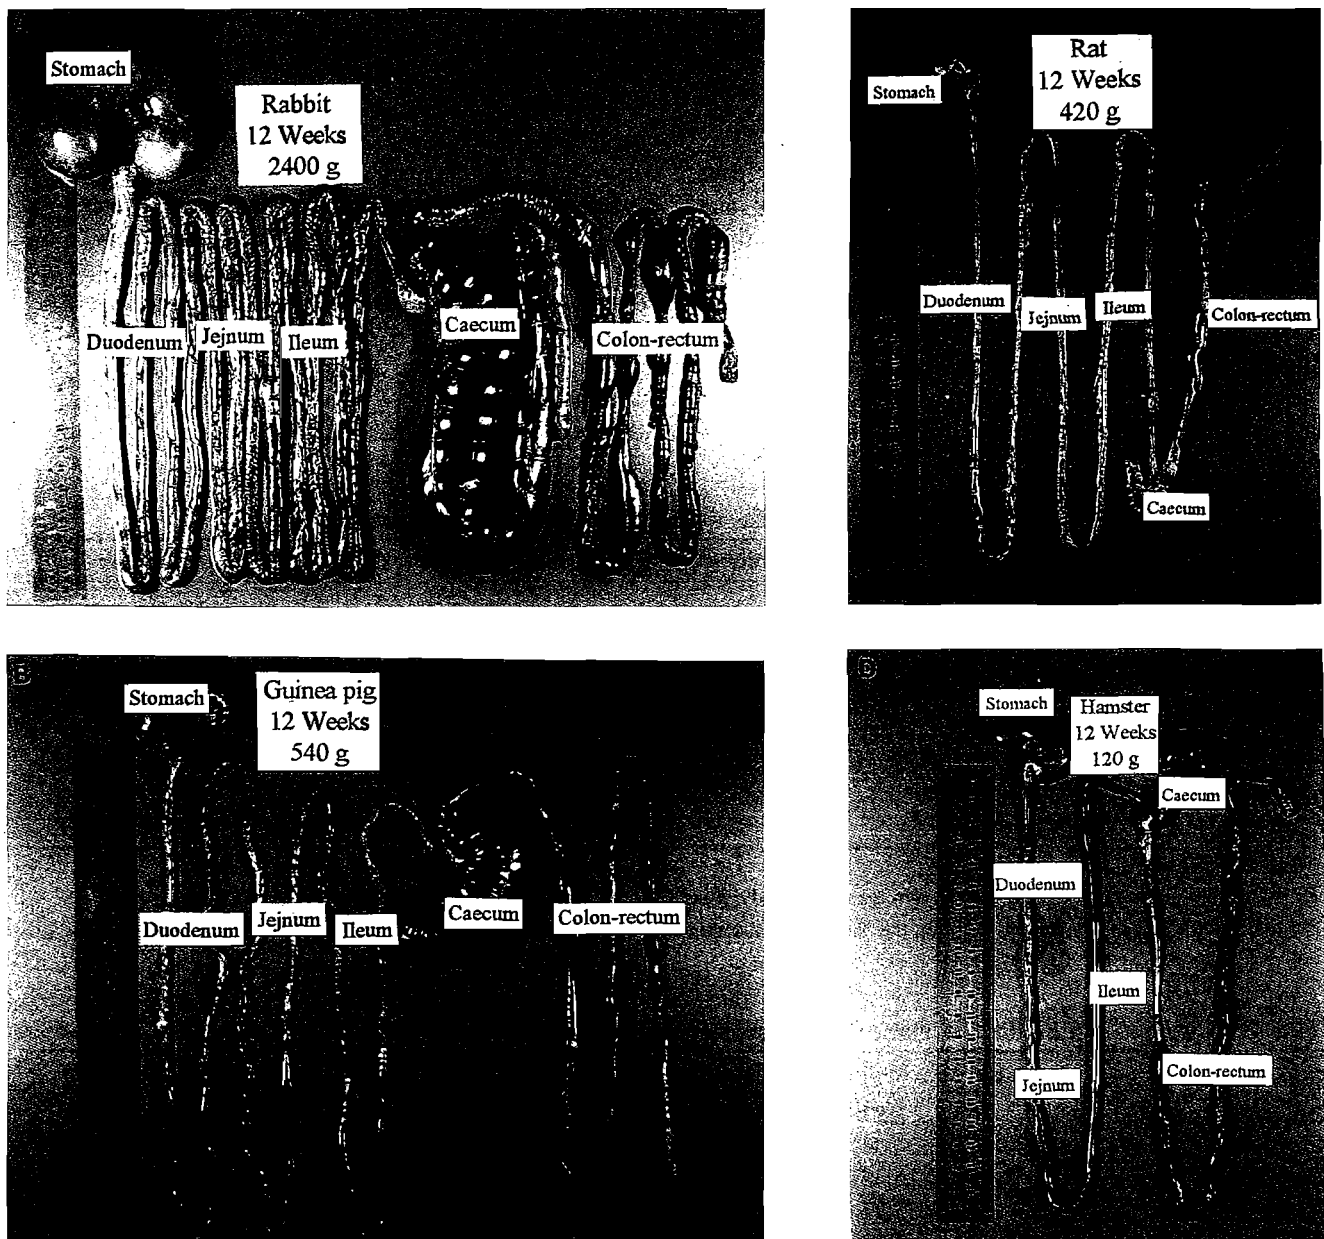 Stomach
Rabbit
12 Weeks
2400 g
Duodenum
Jejnum
Ileum
Caecum
Colon-rectum
Rat
12 Weeks
420 g
Stomach
Duodenum
Jejnum
Ileum
Colon-rectum
Caecum
B
Stomach
Guinea pig
12 Weeks
540 g
Duodenum
Jejnum
Ileum
Caecum
Colon-rectum
D
Stomach
Hamster
12 Weeks
120 g
Caecum
Duodenum
Ileum
Jejnum
Colon-rectum